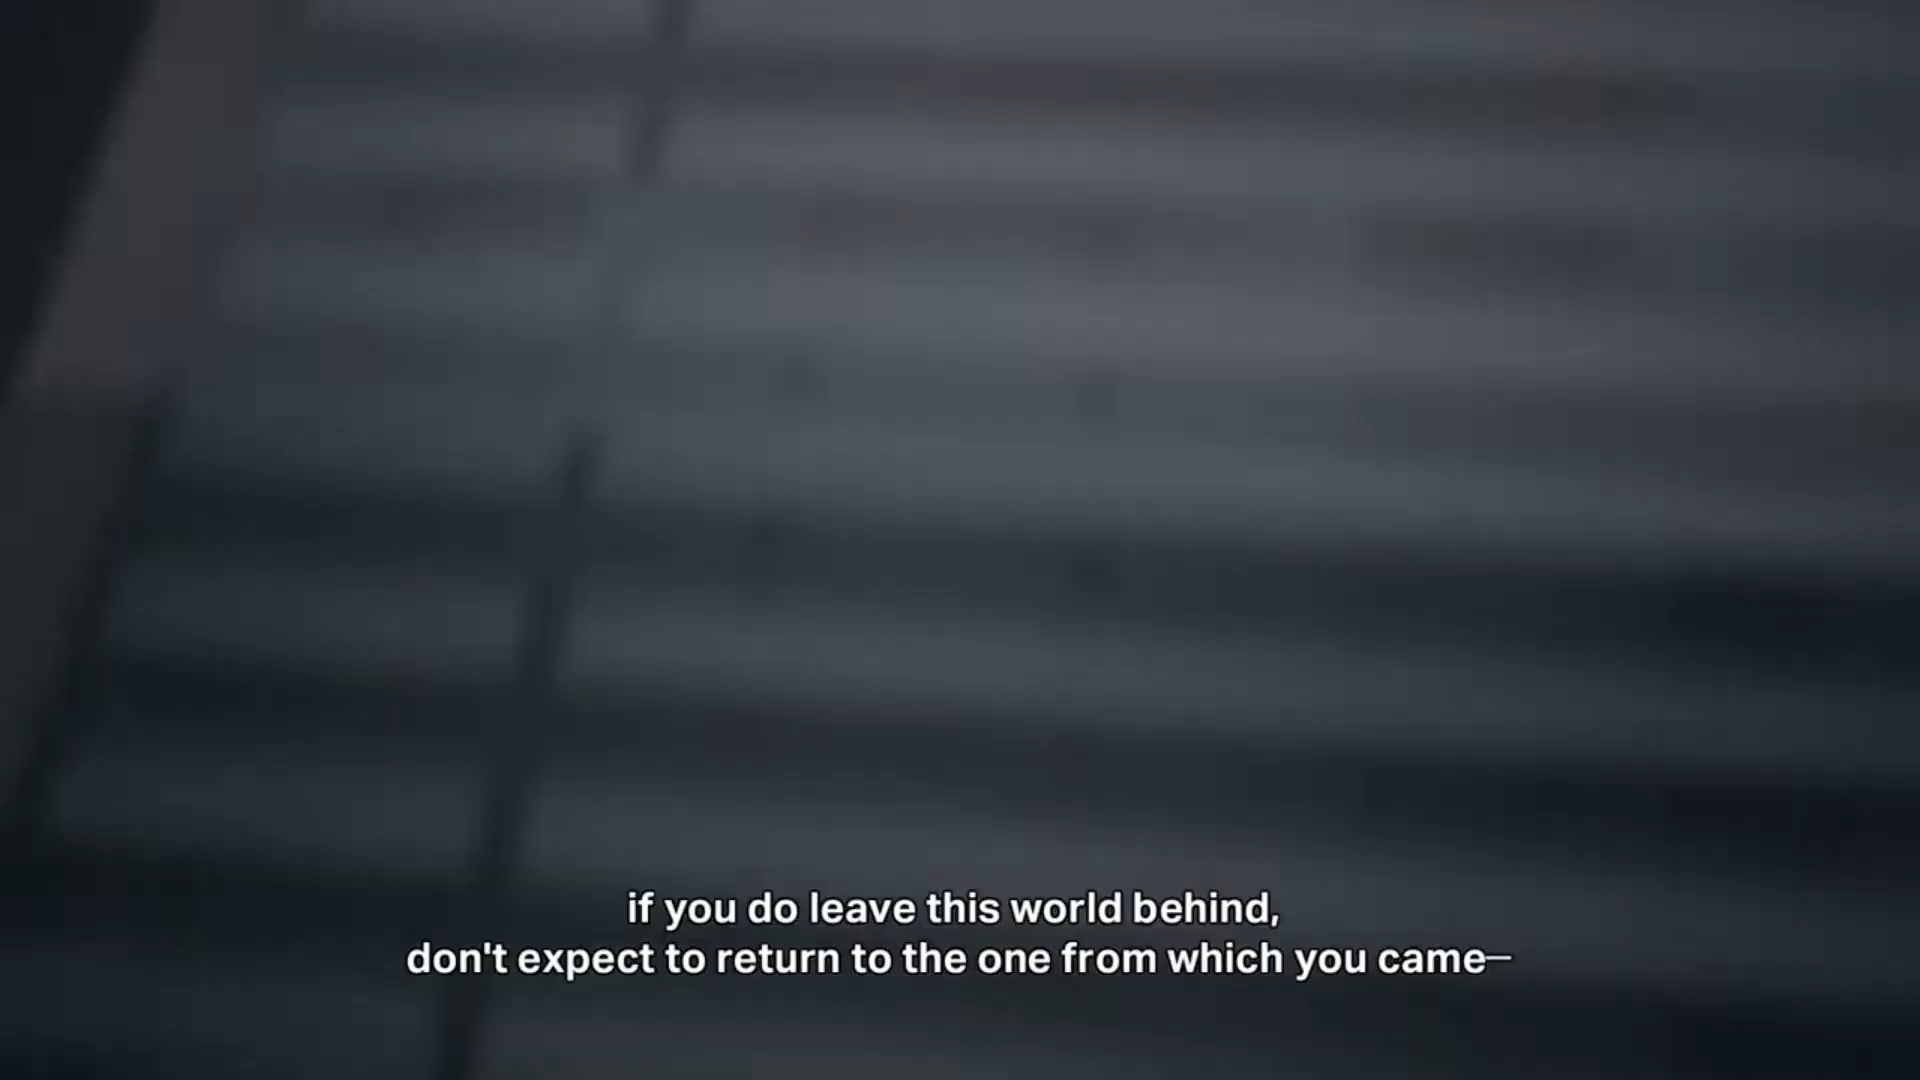 if you do leave this world behind,
don't expect to return to the one from which you came—